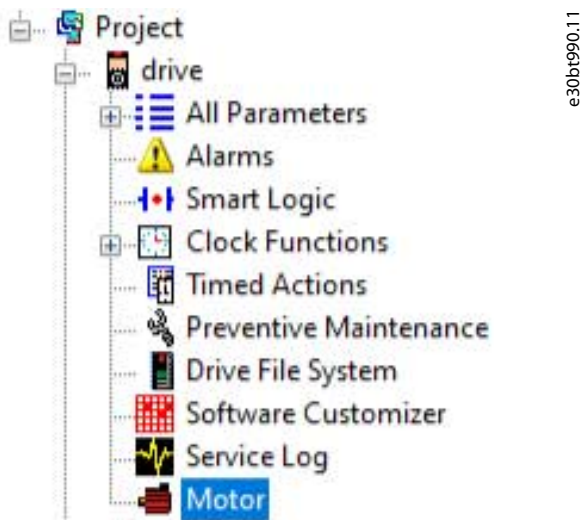 Project
drive
All Parameters
Alarms
Smart Logic
Clock Functions
Timed Actions
Preventive Maintenance
Drive File System
Software Customizer
Service Log
Motor
e30bt990.11